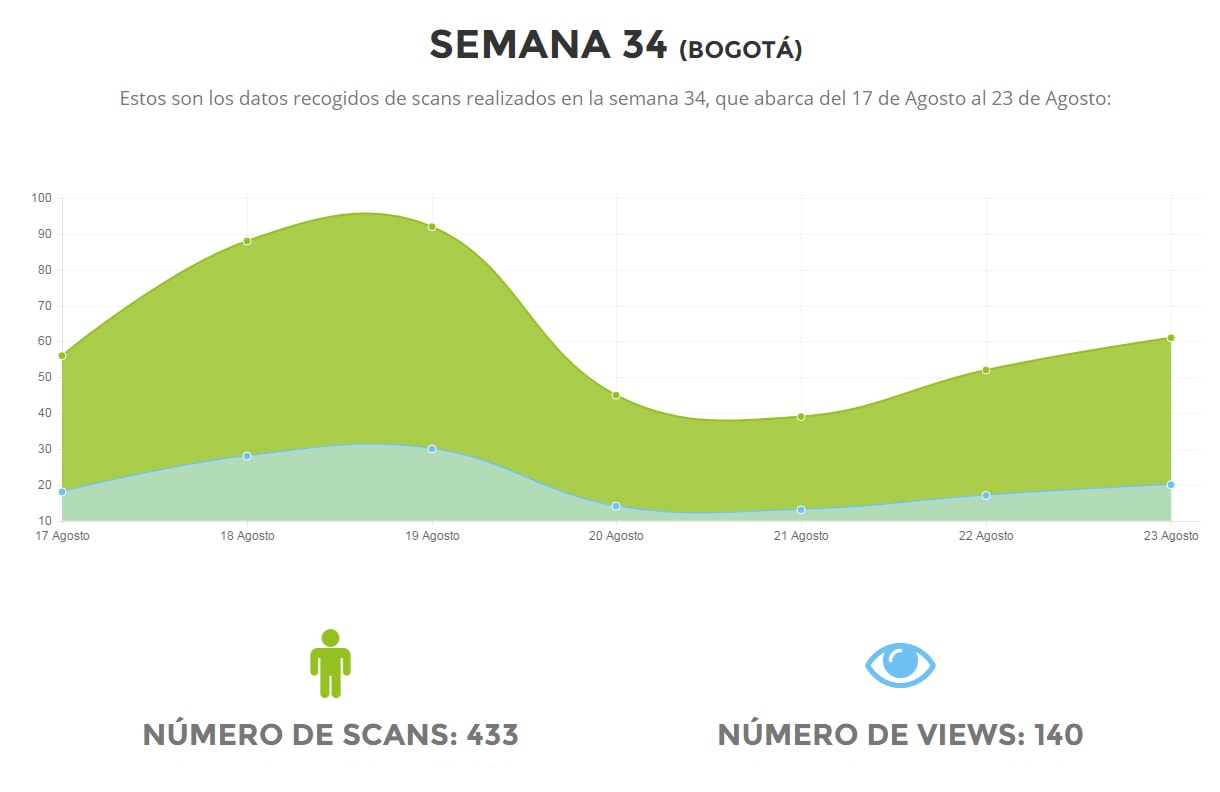 SEMANA 34 (BOGOTÁ)
Estos son los datos recogidos de scans realizados en la semana 34, que abarca del 17 de Agosto al 23 de Agosto:
100
90
80
70
60
50
40
30
20
10
17 Agosto 18 Agosto 19 Agosto 20 Agosto 21 Agosto 22 Agosto 23 Agosto
NÚMERO DE SCANS: 433 NÚMERO DE VIEWS: 140